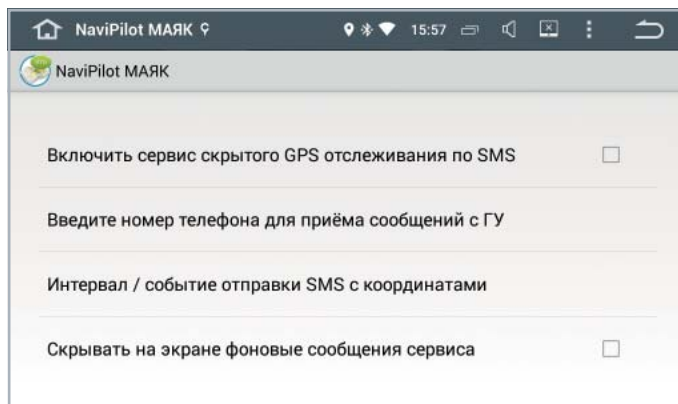 NaviPilot МАЯК
15:57
NaviPilot МАЯК
Включить сервис скрытого GPS отслеживания по SMS
Введите номер телефона для приёма сообщений с ГУ
Интервал / событие отправки SMS с координатами
Скрывать на экране фоновые сообщения сервиса